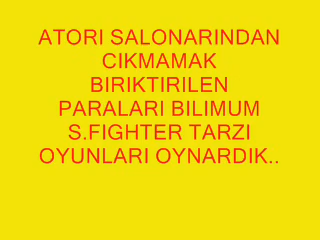 ATORI SALONARINDAN
CIKMAMAK
BIRIKTIRILEN
PARALARI BILIMUM
S.FIGHTER TARZI
OYUNLARI OYNARDIK..